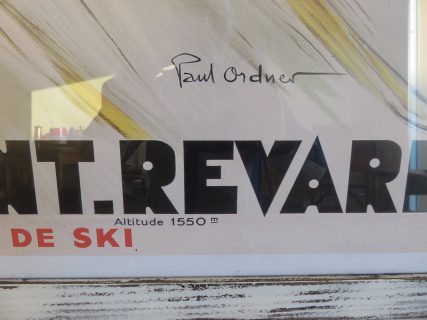 Paul Ordner
NT.REVAR
Altitude 1550 m
DE SKI